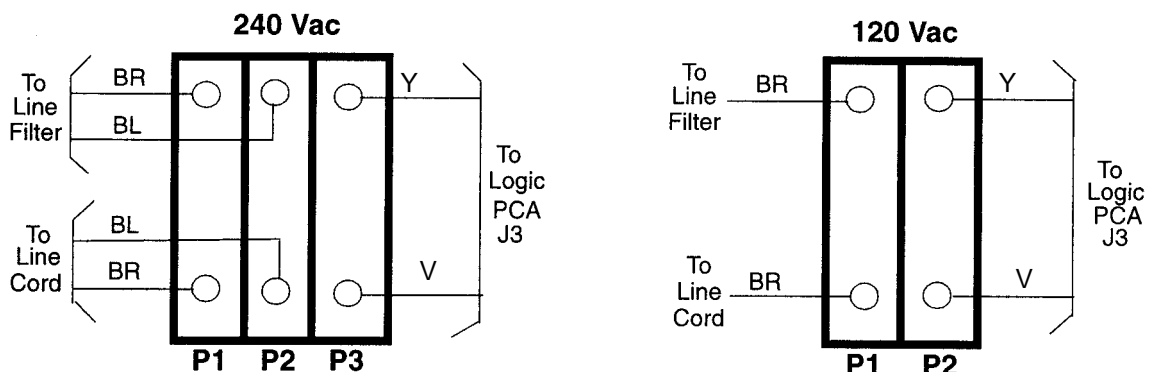 240 Vac
To
Line
Filter
BR
BL
Y
To
Logic
PCA
J3
To
Line
Cord
BL
BR
V
P1 P2 P3
120 Vac
To
Line
Filter
BR
Y
To
Logic
PCA
J3
To
Line
Cord
BR
V
P1 P2